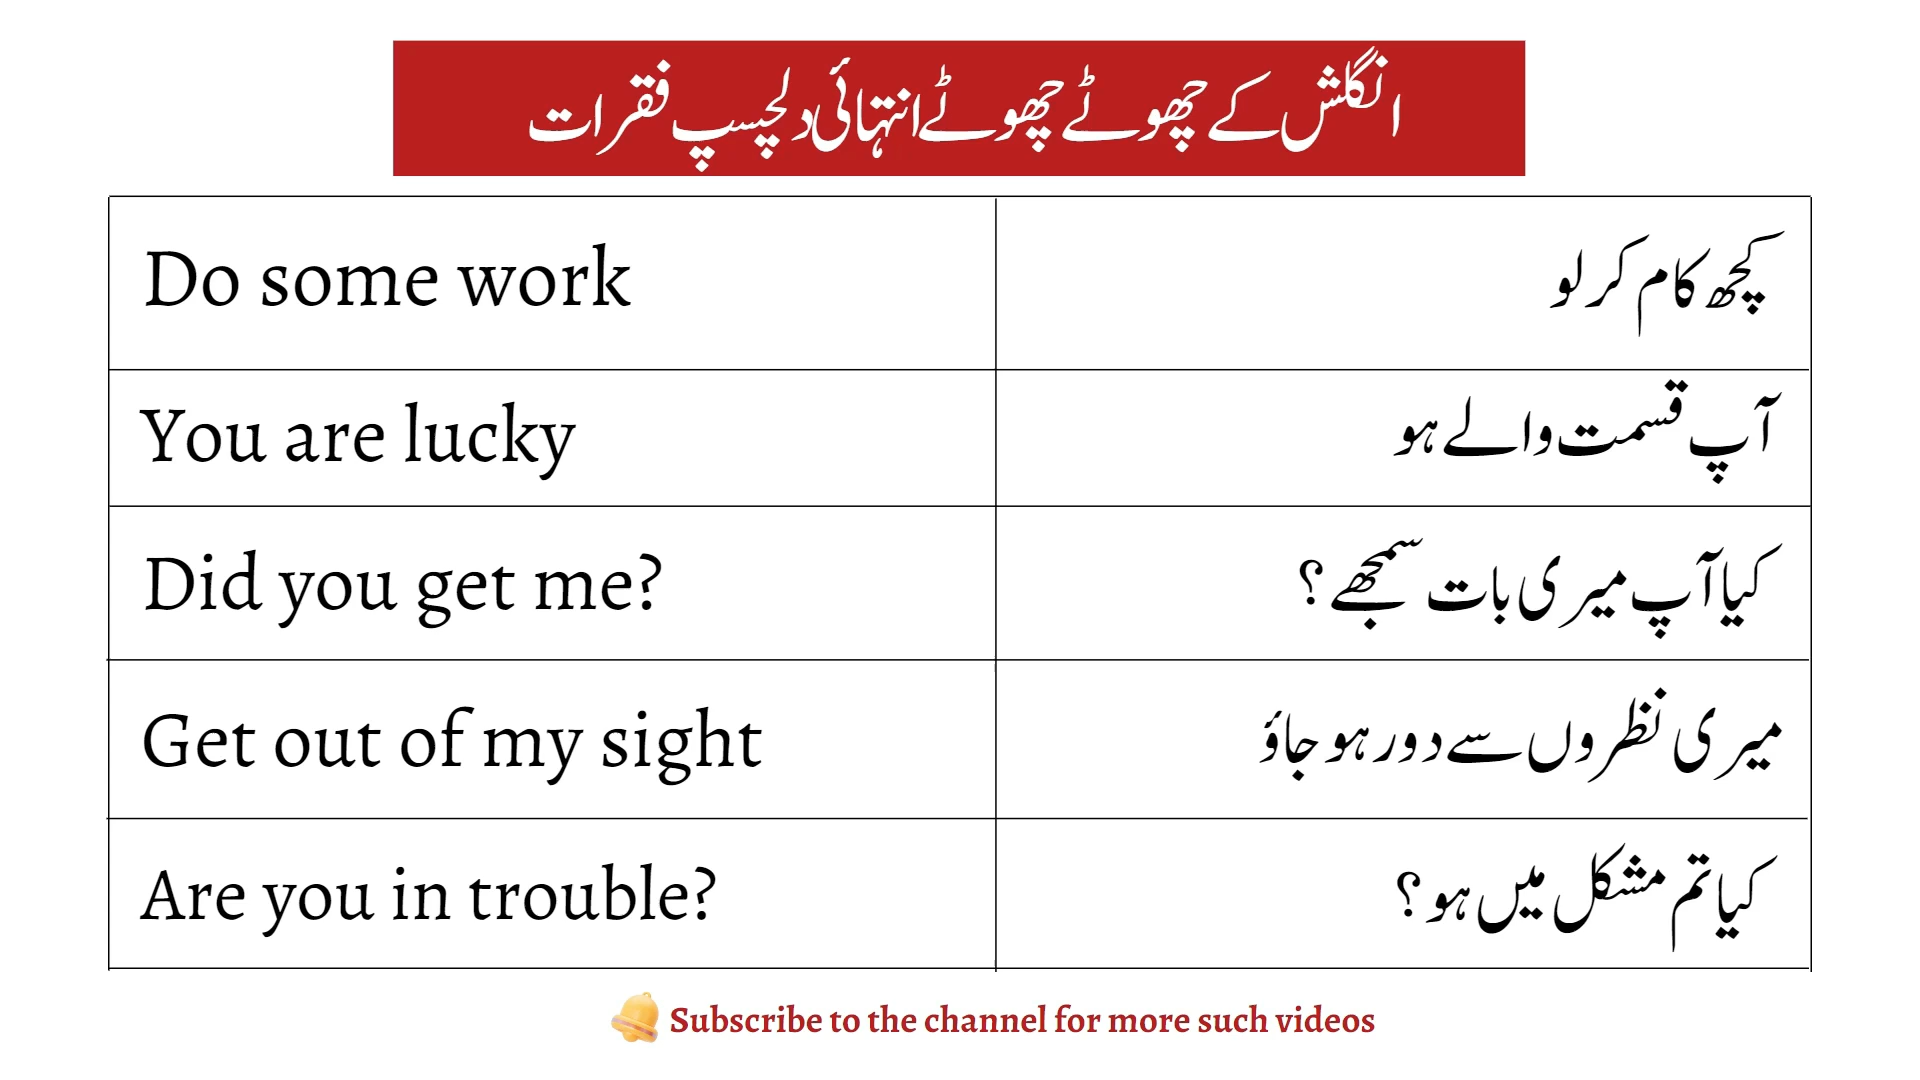 انگلش کے چھوٹے چھوٹے انتہائی دلچسپ فقرات
Do some work
کچھ کام کر لو
You are lucky
آپ قسمت والے ہو
Did you get me?
کیا آپ میری بات سمجھے ؟
Get out of my sight
میری نظروں سے دور ہو جاؤ
Are you in trouble?
کیا تم مشکل میں ہو ؟
Subscribe to the channel for more such videos